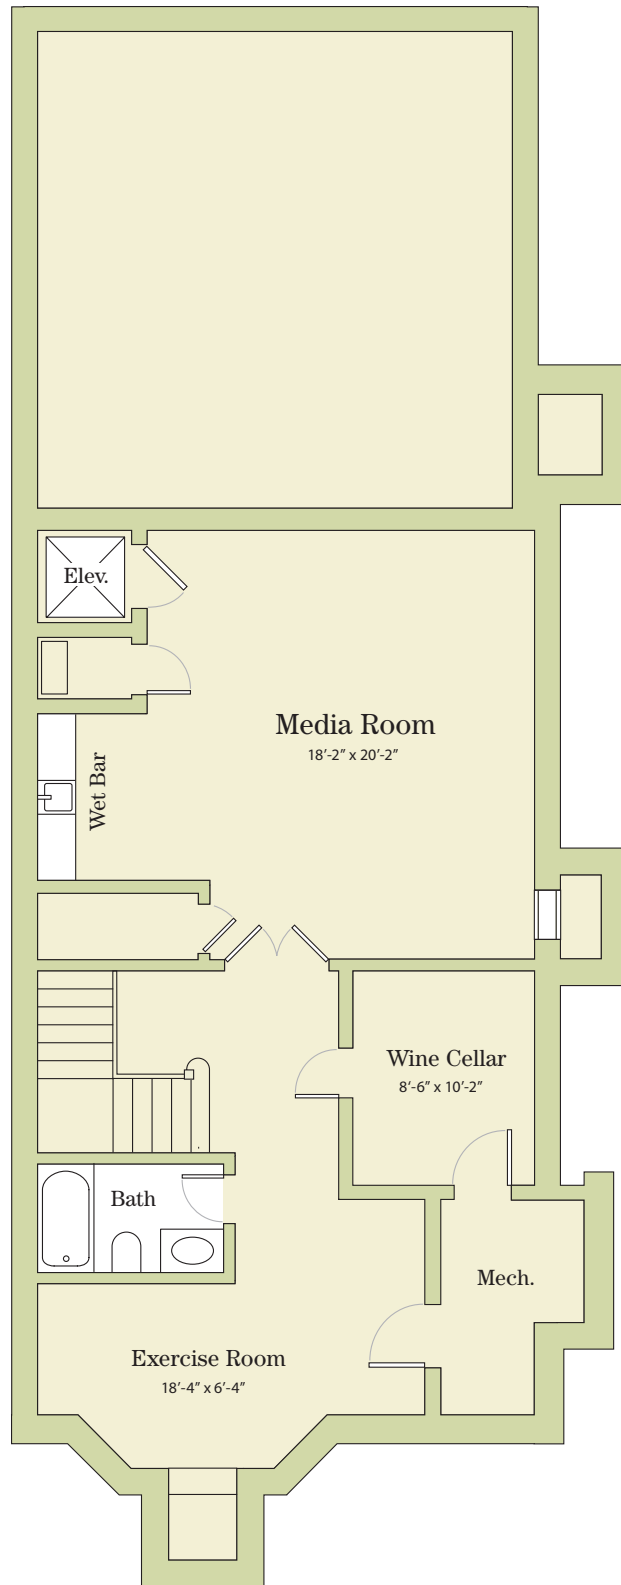 Elev.
Media Room
18’-2” x 20’-2”
Wet Bar
Wine Cellar
8’-6” x 10’-2”
Bath
Mech.
Exercise Room
18’-4” x 6’-4”